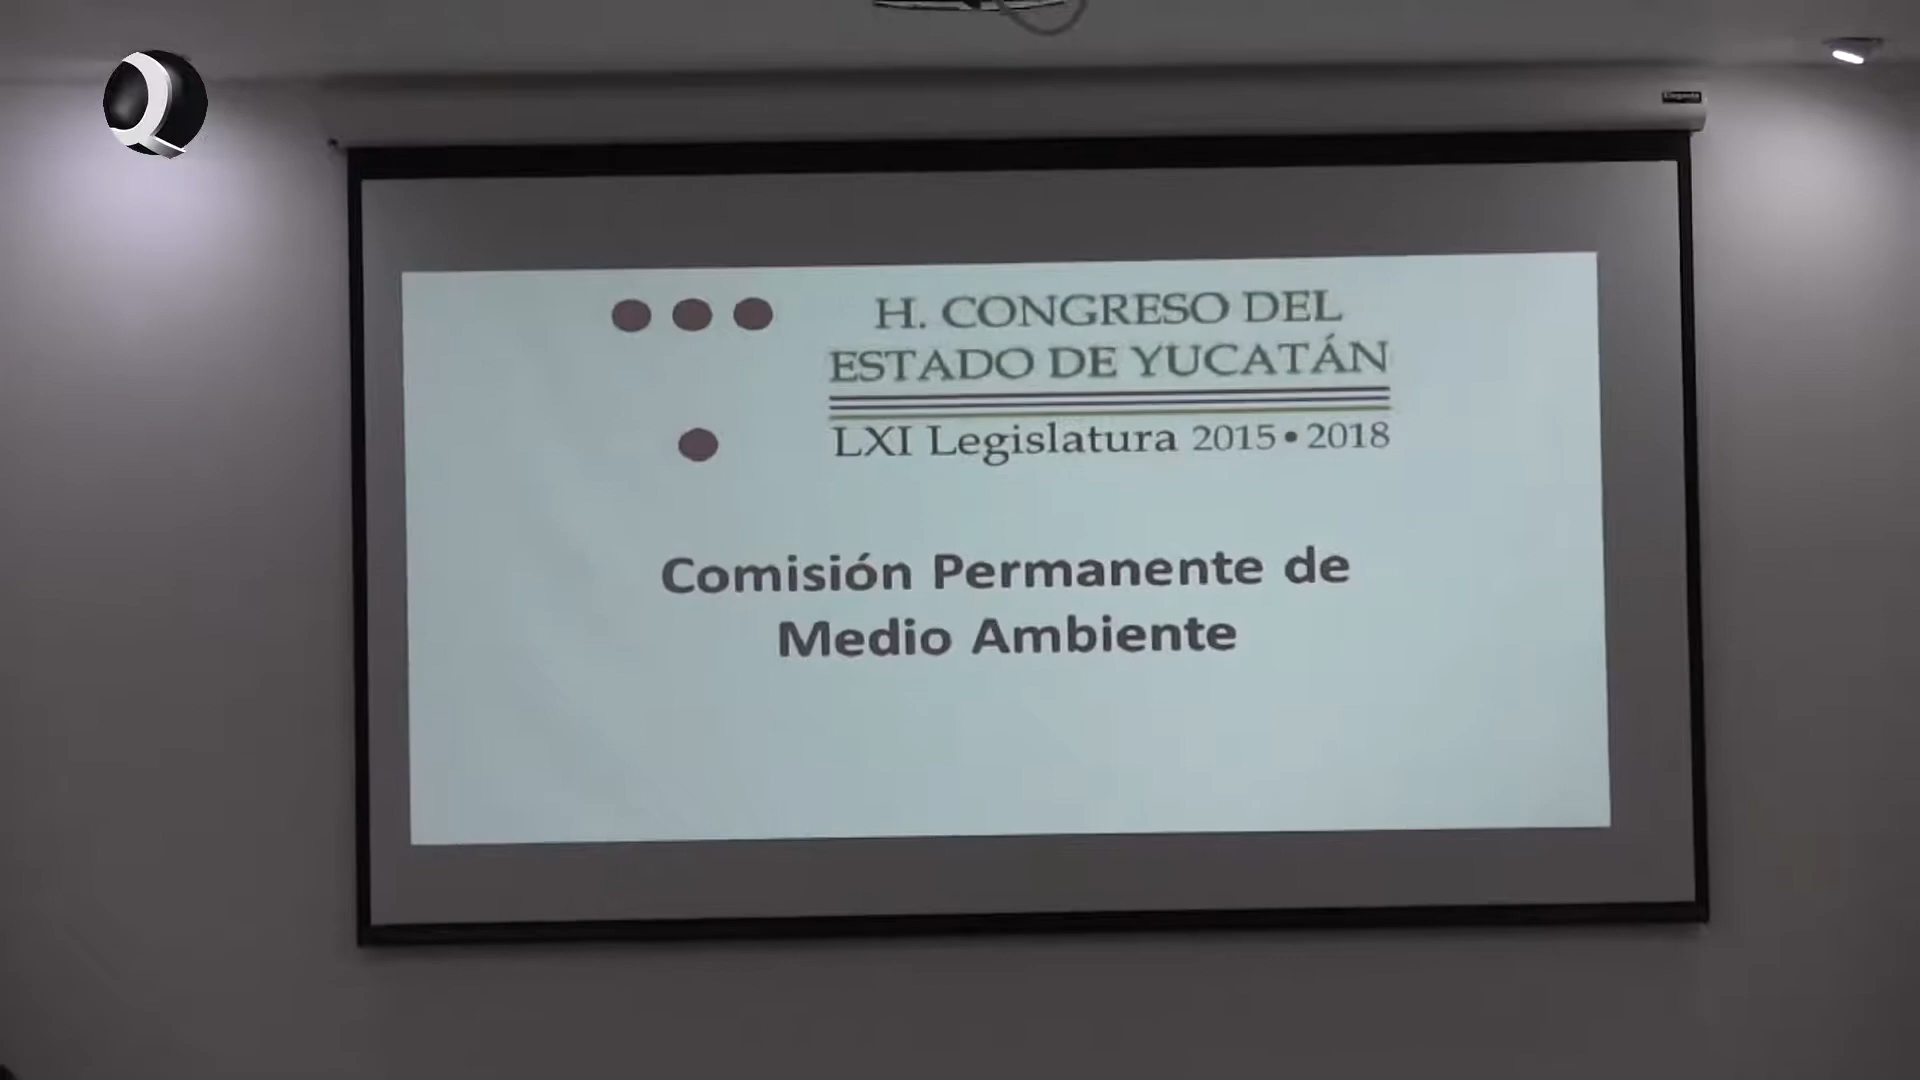 H. CONGRESO DEL
ESTADO DE YUCATÁN
LXI Legislatura 2015•2018
Comisión Permanente de
Medio Ambiente